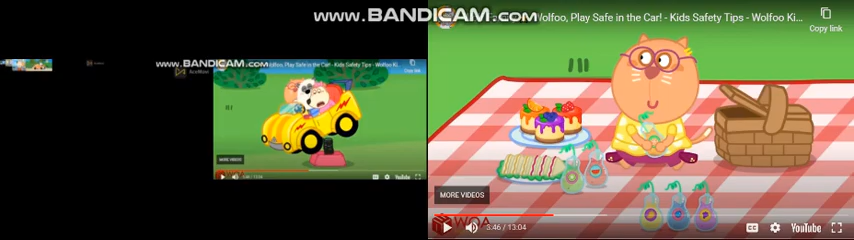 www.BANDICAM.com
www.BANDICAM.com
Wolfoo, Play Safe in the Car! - Kids Safety Tips - Wolfoo Ki...
Copy link
Wolfoo, Play Safe in the Car! - Kids Safety Tips - Wolfoo Ki...
Copy link
MORE VIDEOS
MORE VIDEOS
WOA
3:46 / 13:04
YouTube
YouTube